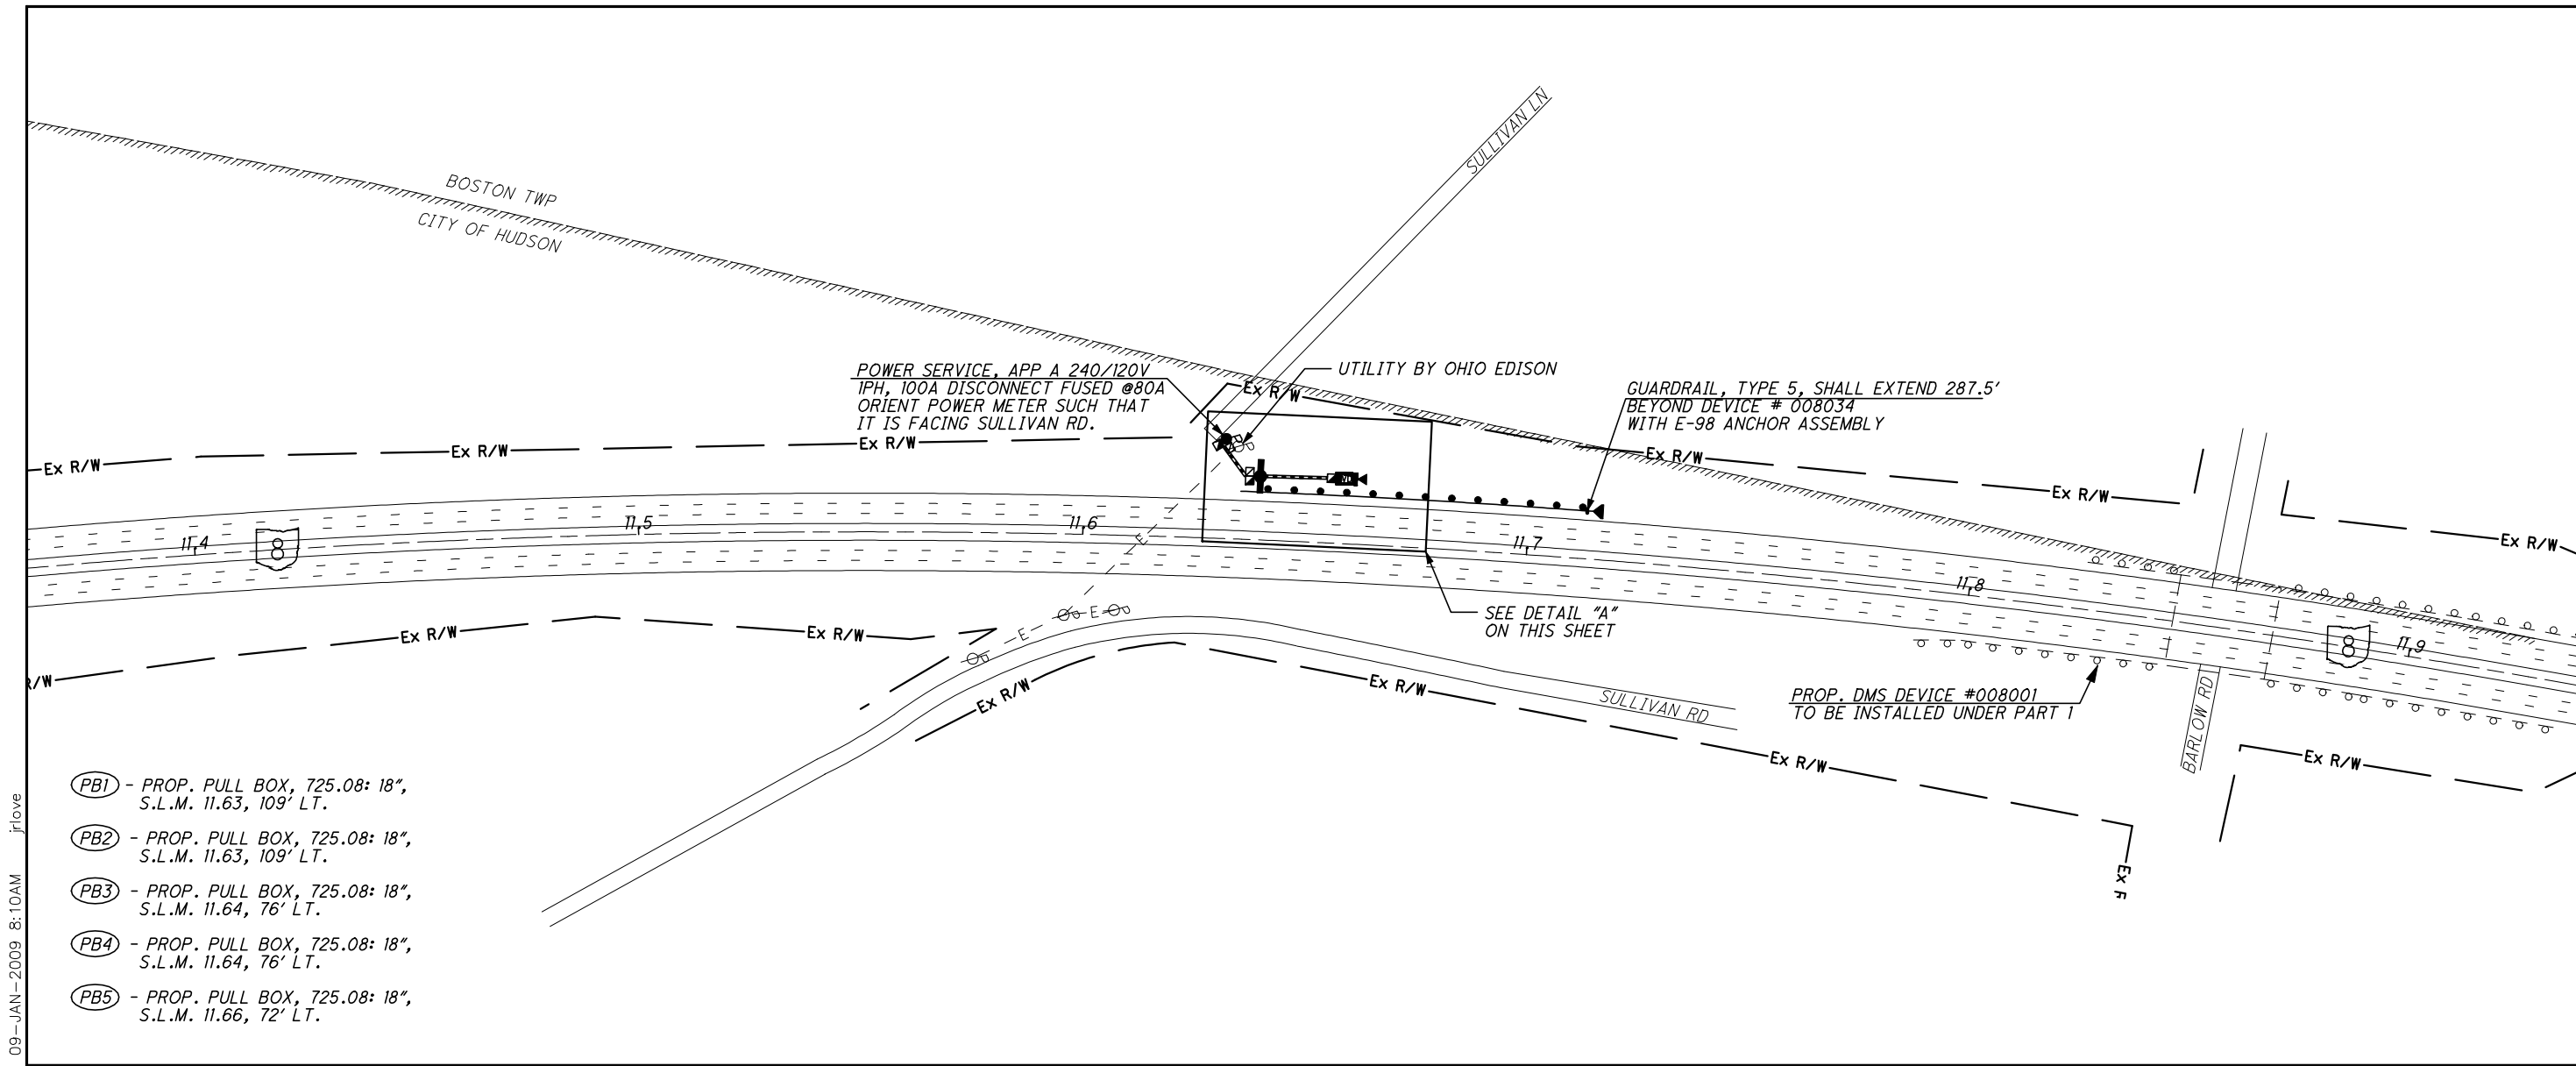 SULLIVAN LN
BOSTON TWP
CITY OF HUDSON
POWER SERVICE, APP A 240/120V
1PH, 100A DISCONNECT FUSED @80A
ORIENT POWER METER SUCH THAT
IT IS FACING SULLIVAN RD.
UTILITY BY OHIO EDISON
GUARDRAIL, TYPE 5, SHALL EXTEND 287.5'
BEYOND DEVICE # 008034
WITH E-98 ANCHOR ASSEMBLY
Ex R/W
Ex R/W
Ex R/W
Ex R/W
Ex R/W
Ex R/W
Ex R/W
11.4
8
11.5
11.6
11.7
11.8
8
11.9
E
E
E
SEE DETAIL "A"
ON THIS SHEET
Ex R/W
Ex R/W
R/W
Ex R/W
Ex R/W
SULLIVAN RD
PROP. DMS DEVICE #008001
TO BE INSTALLED UNDER PART 1
BARLOW RD
Ex R/W
Ex R/W
Ex
PB1 - PROP. PULL BOX, 725.08: 18",
S.L.M. 11.63, 109' LT.
PB2 - PROP. PULL BOX, 725.08: 18",
S.L.M. 11.63, 109' LT.
PB3 - PROP. PULL BOX, 725.08: 18",
S.L.M. 11.64, 76' LT.
PB4 - PROP. PULL BOX, 725.08: 18",
S.L.M. 11.64, 76' LT.
PB5 - PROP. PULL BOX, 725.08: 18",
S.L.M. 11.66, 72' LT.
09-JAN-2009 8:10AM jrlove